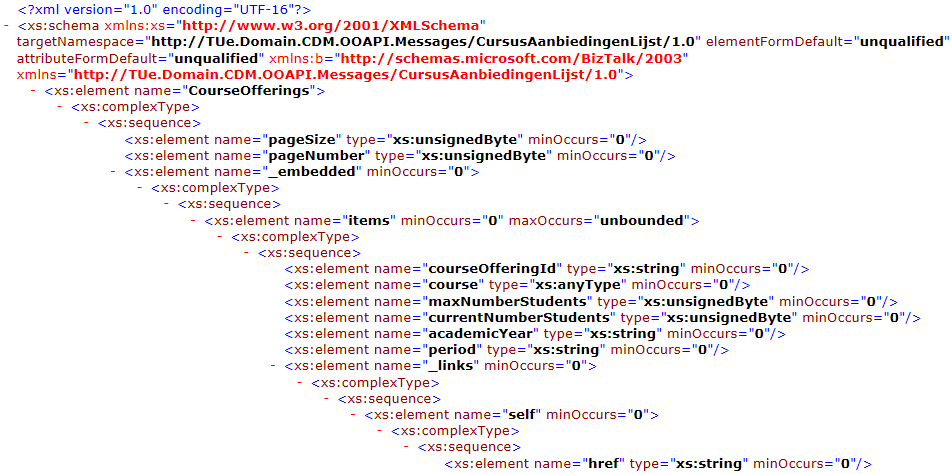 <?xml version="1.0" encoding="UTF-16"?>
- <xs:schema xmlns:xs="http://www.w3.org/2001/XMLSchema"
targetNamespace="http://TUe.Domain.CDM.OOAPI.Messages/CursusAanbiedingenLijst/1.0" elementFormDefault="unqualified"
attributeFormDefault="unqualified" xmlns:b="http://schemas.microsoft.com/BizTalk/2003"
xmlns="http://TUe.Domain.CDM.OOAPI.Messages/CursusAanbiedingenLijst/1.0">
- <xs:element name="CourseOfferings">
- <xs:complexType>
- <xs:sequence>
<xs:element name="pageSize" type="xs:unsignedByte" minOccurs="0"/>
<xs:element name="pageNumber" type="xs:unsignedByte" minOccurs="0"/>
- <xs:element name="_embedded" minOccurs="0">
- <xs:complexType>
- <xs:sequence>
- <xs:element name="items" minOccurs="0" maxOccurs="unbounded">
- <xs:complexType>
- <xs:sequence>
<xs:element name="courseOfferingId" type="xs:string" minOccurs="0"/>
<xs:element name="course" type="xs:anyType" minOccurs="0"/>
<xs:element name="maxNumberStudents" type="xs:unsignedByte" minOccurs="0"/>
<xs:element name="currentNumberStudents" type="xs:unsignedByte" minOccurs="0"/>
<xs:element name="academicYear" type="xs:string" minOccurs="0"/>
<xs:element name="period" type="xs:string" minOccurs="0"/>
- <xs:element name="_links" minOccurs="0">
- <xs:complexType>
- <xs:sequence>
- <xs:element name="self" minOccurs="0">
- <xs:complexType>
- <xs:sequence>
<xs:element name="href" type="xs:string" minOccurs="0"/>